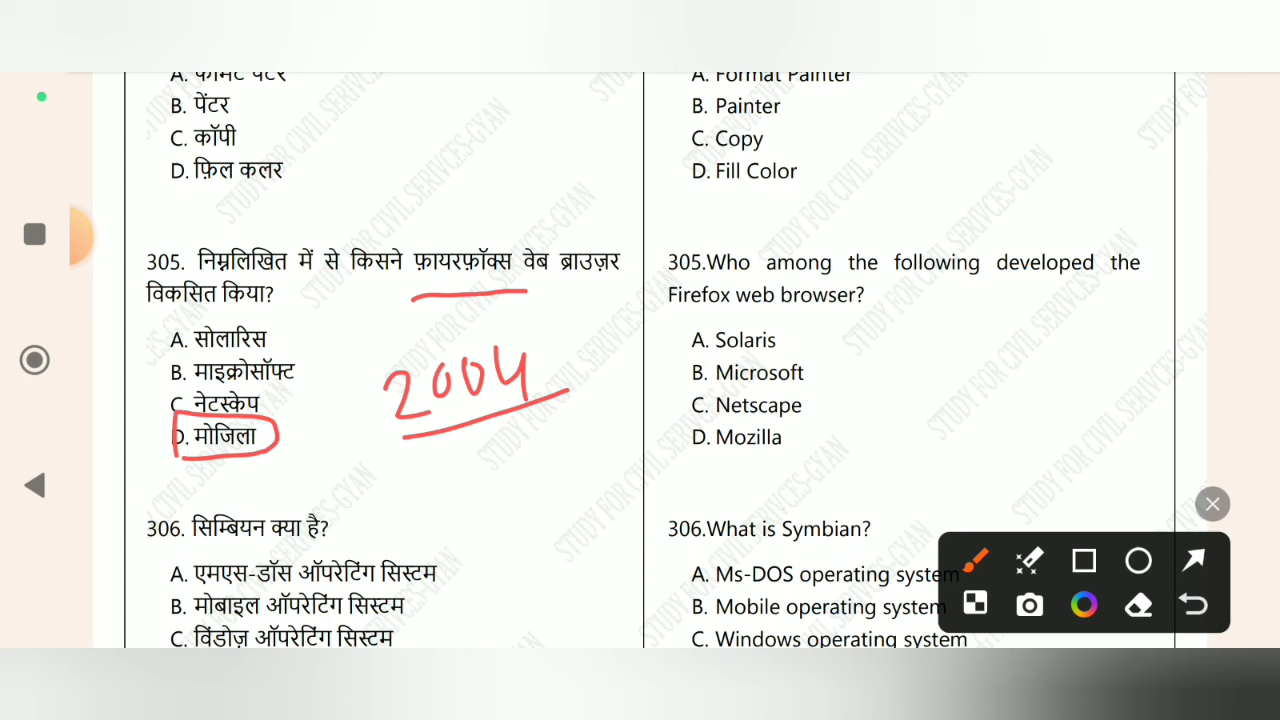 A. फॉर्मेट पेंटर
B. पेंटर
C. कॉपी
D. फ़िल कलर
305. निम्नलिखित में से किसने फ़ायरफ़ॉक्स वेब ब्राउज़र
विकसित किया?
A. सोलारिस
B. माइक्रोसॉफ्ट
C. नेटस्केप
D. मोजिला
2004
306. सिम्बियन क्या है?
A. एमएस-डॉस ऑपरेटिंग सिस्टम
B. मोबाइल ऑपरेटिंग सिस्टम
C. विंडोज़ ऑपरेटिंग सिस्टम
A. Format Painter
B. Painter
C. Copy
D. Fill Color
305.Who among the following developed the
Firefox web browser?
A. Solaris
B. Microsoft
C. Netscape
D. Mozilla
306.What is Symbian?
A. Ms-DOS operating system
B. Mobile operating system
C. Windows operating system
STUDY FOR CIVIL SERIVCES-GYAN